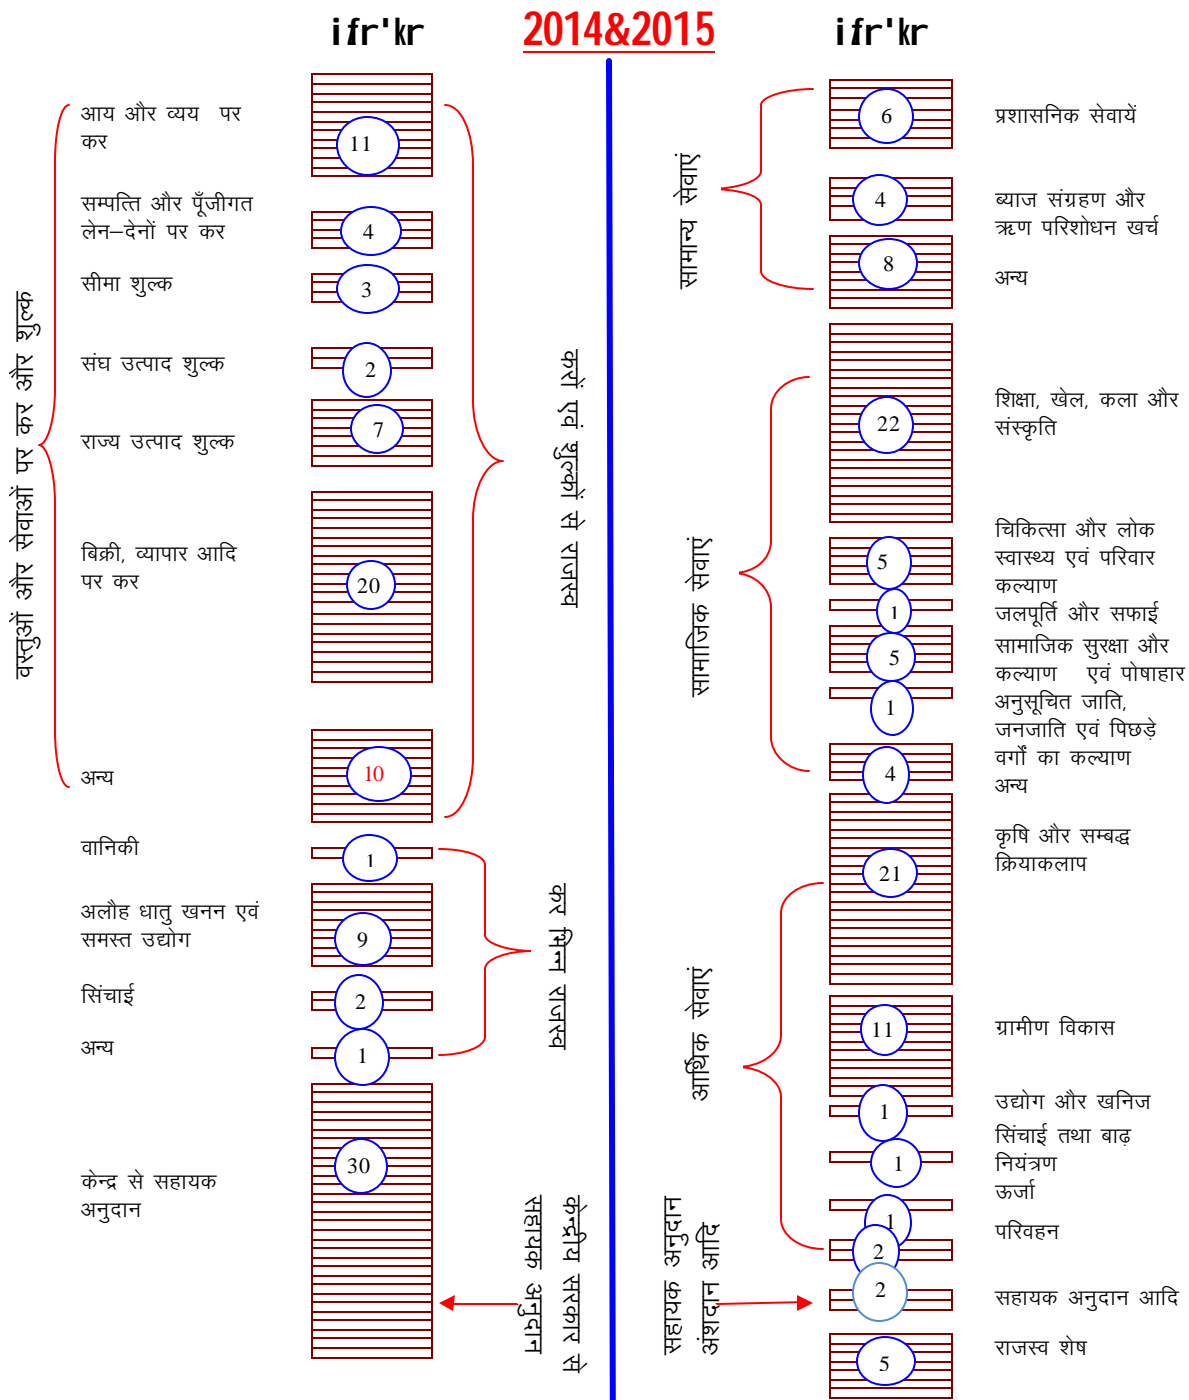 ifr'kr
2014&2015
ifr'kr
वस्तुओं और सेवाओं पर कर और शुल्क
आय और व्यय पर
कर
11
सम्पत्ति और पूँजीगत
लेन–देनों पर कर
4
सीमा शुल्क
3
संघ उत्पाद शुल्क
2
राज्य उत्पाद शुल्क
7
बिक्री, व्यापार आदि
पर कर
20
अन्य
10
करों एवं शुल्कों से राजस्व
वानिकी
1
अलौह धातु खनन एवं
समस्त उद्योग
9
सिंचाई
2
अन्य
1
कर भिन्न राजस्व
केन्द्र से सहायक
अनुदान
30
केन्द्रीय सरकार से
सहायक अनुदान
सामान्य सेवाएं
6
प्रशासनिक सेवायें
4
ब्याज संग्रहण और
ऋण परिशोधन खर्च
8
अन्य
सामाजिक सेवाएं
22
शिक्षा, खेल, कला और
संस्कृति
5
चिकित्सा और लोक
स्वास्थ्य एवं परिवार
कल्याण
1
जलपूर्ति और सफाई
5
सामाजिक सुरक्षा और
कल्याण एवं पोषाहार
1
अनुसूचित जाति,
जनजाति एवं पिछड़े
वर्गों का कल्याण
4
अन्य
आर्थिक सेवाएं
21
कृषि और सम्बद्ध
क्रियाकलाप
11
ग्रामीण विकास
1
उद्योग और खनिज
1
सिंचाई तथा बाढ़
नियंत्रण
1
ऊर्जा
2
परिवहन
सहायक अनुदान
अंशदान आदि
2
सहायक अनुदान आदि
5
राजस्व शेष